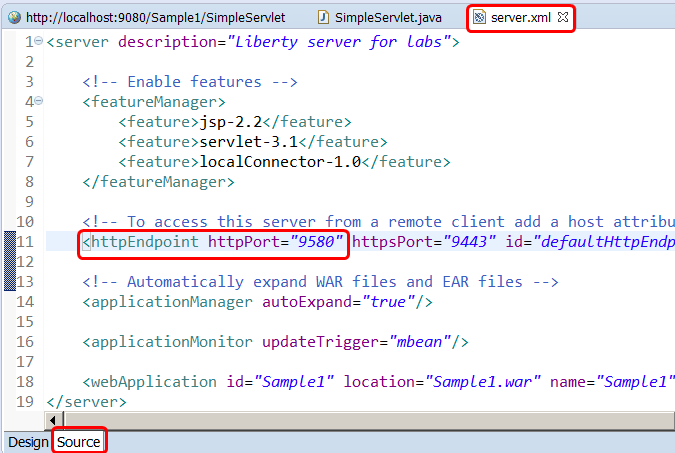 http://localhost:9080/Sample1/SimpleServlet SimpleServlet.java server.xml
1 <server description="Liberty server for labs">
2
3 <!-- Enable features -->
4 <featureManager>
5 <feature>jsp-2.2</feature>
6 <feature>servlet-3.1</feature>
7 <feature>localConnector-1.0</feature>
8 </featureManager>
9
10 <!-- To access this server from a remote client add a host attribu
11 <httpEndpoint httpPort="9580" httpsPort="9443" id="defaultHttpEndp
12
13 <!-- Automatically expand WAR files and EAR files -->
14 <applicationManager autoExpand="true"/>
15
16 <applicationMonitor updateTrigger="mbean"/>
17
18 <webApplication id="Sample1" location="Sample1.war" name="Sample1"
19 </server>
Design Source